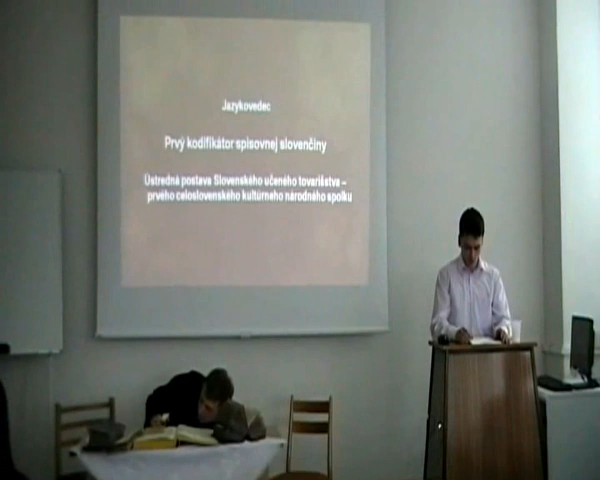 Jazykovedec
Prvý kodifikátor spisovnej slovenčiny
Ústredná postava Slovenského učeného tovarišstva –
prvého celoslovenského kultúrneho národného spolku